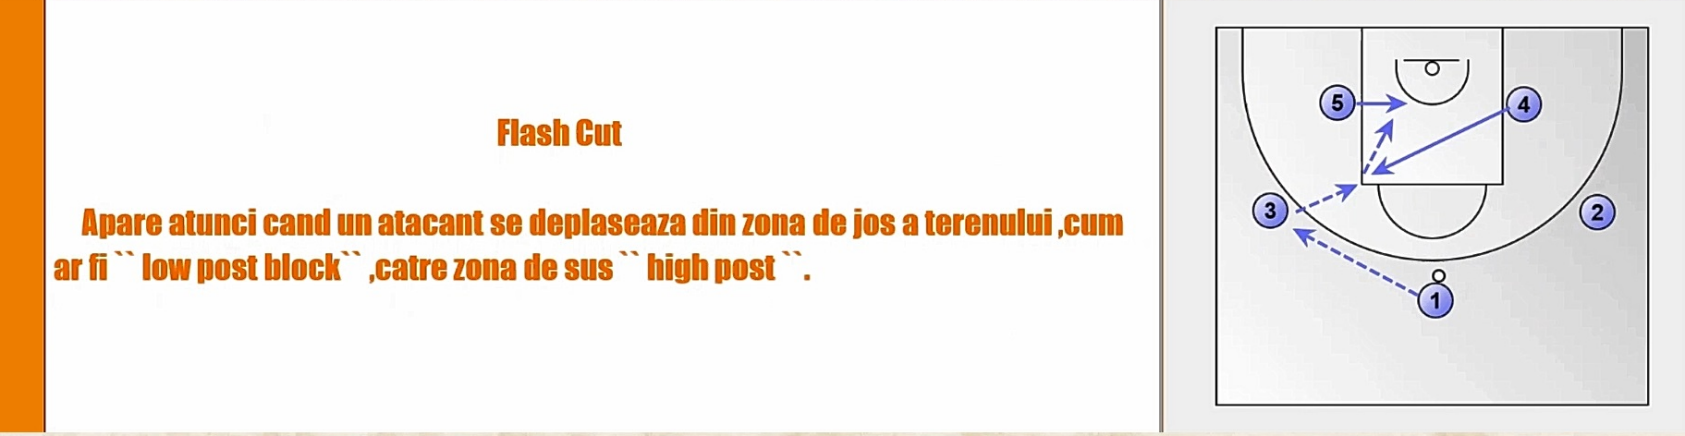 Flash Cut
Apare atunci cand un atacant se deplaseaza din zona de jos a terenului ,cum
ar fi `` low post block`` ,catre zona de sus `` high post ``.
5
4
3
2
1